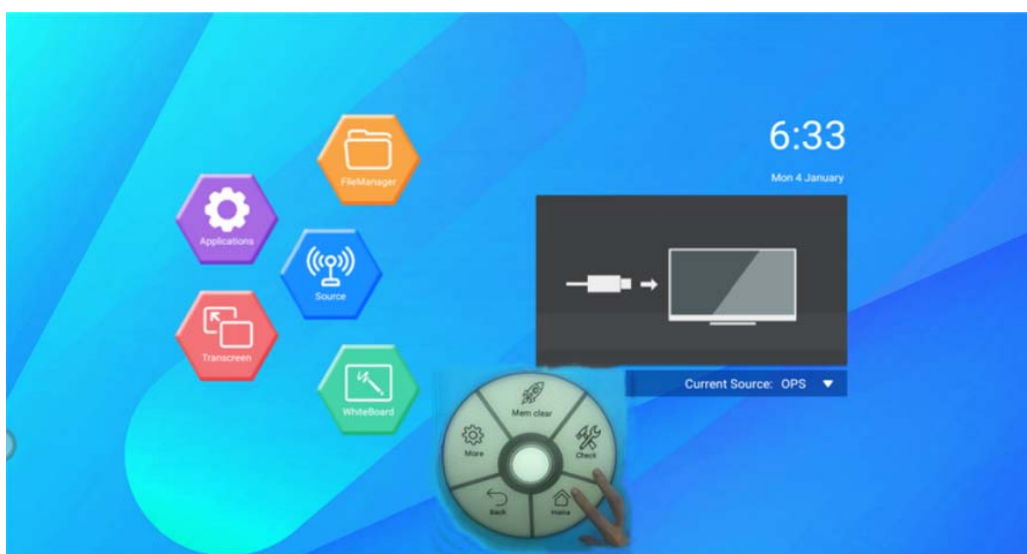 6:33
Mon 4 January
FileManager
Applications
Source
Transcreen
WhiteBoard
Current Source: OPS
Mem clear
More
Check
Back
Home